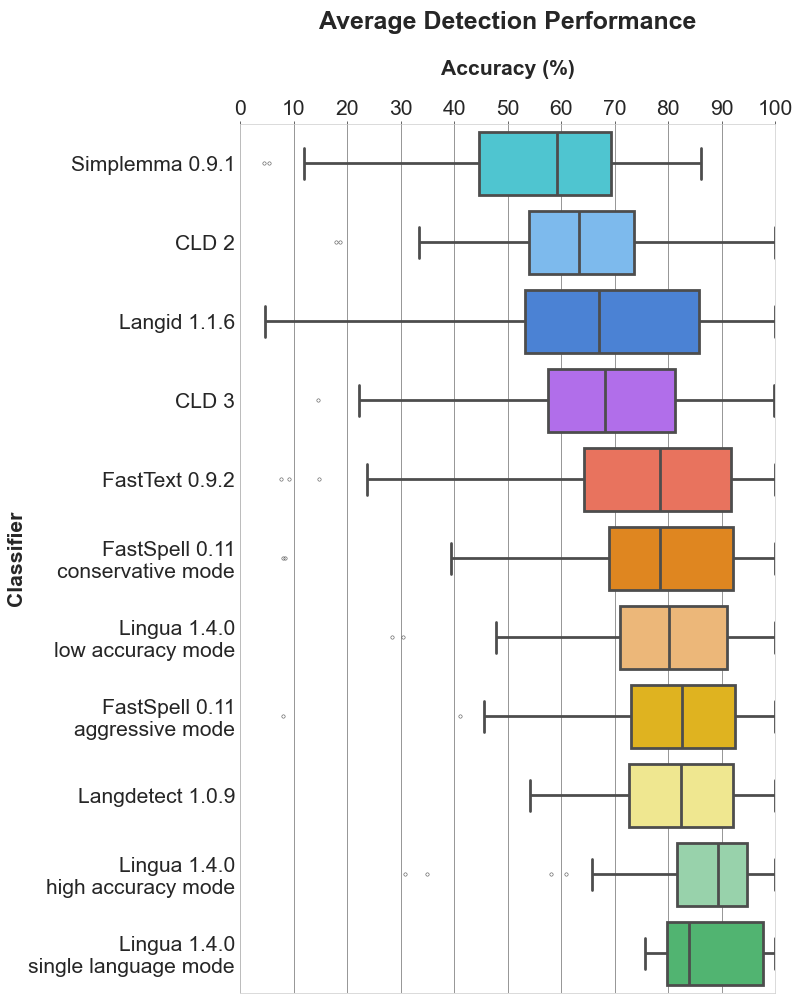 Average Detection Performance
Accuracy (%)
0 10 20 30 40 50 60 70 80 90 100
Classifier
Simplemma 0.9.1
CLD 2
Langid 1.1.6
CLD 3
FastText 0.9.2
FastSpell 0.11
conservative mode
Lingua 1.4.0
low accuracy mode
FastSpell 0.11
aggressive mode
Langdetect 1.0.9
Lingua 1.4.0
high accuracy mode
Lingua 1.4.0
single language mode